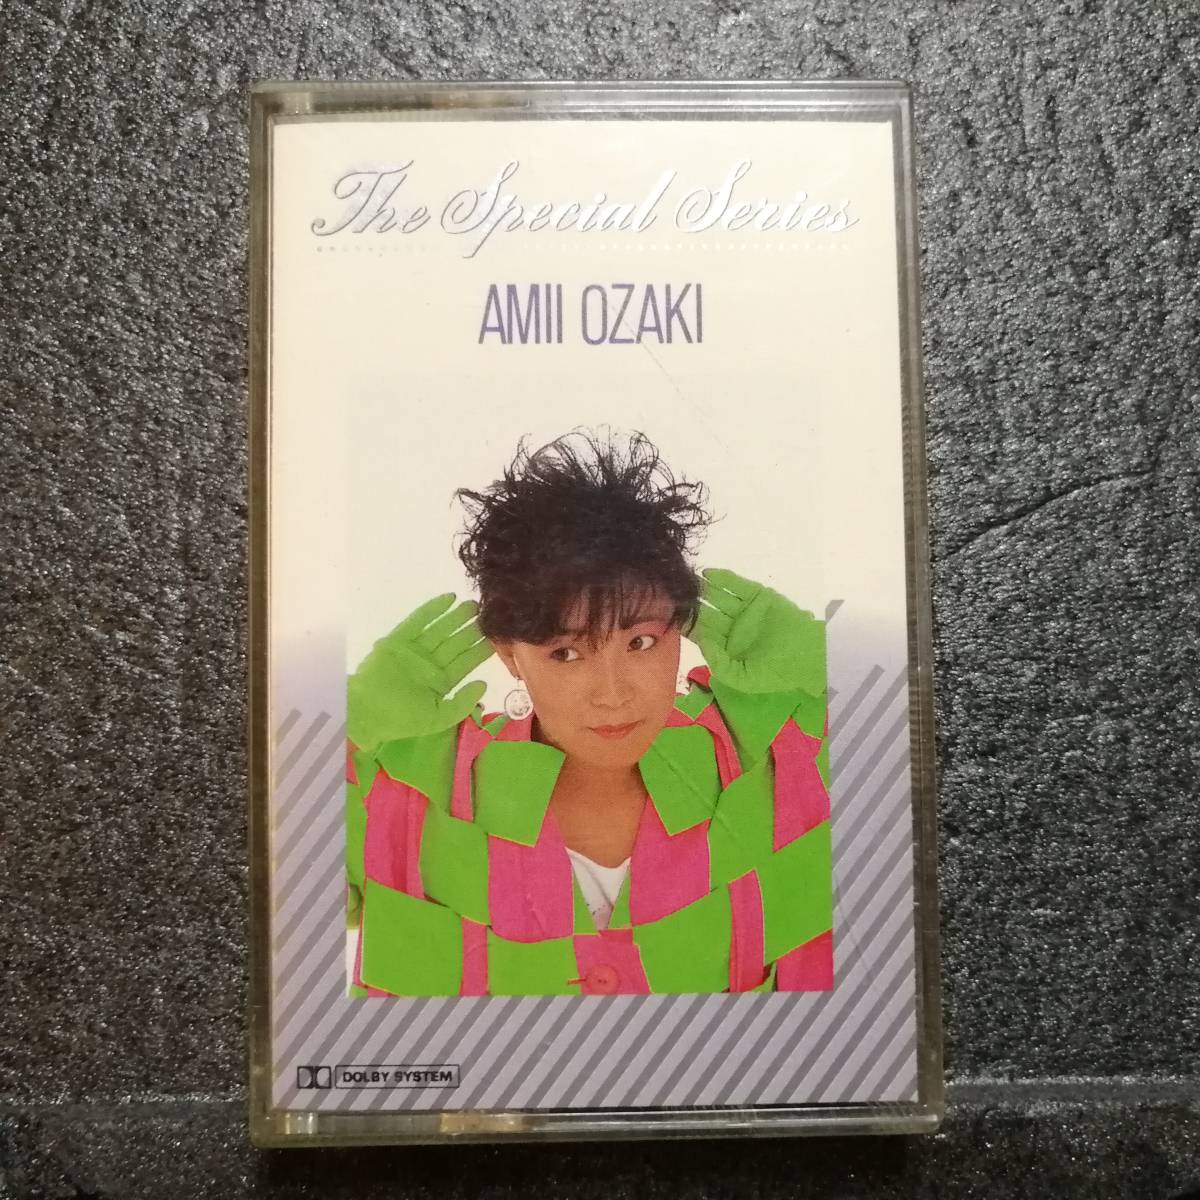 The Special Series
AMII OZAKI
DOLBY SYSTEM